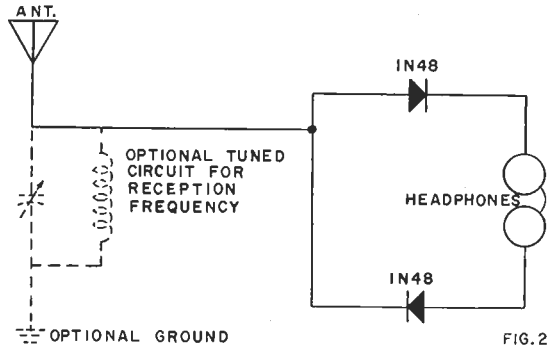 ANT.
1N48
OPTIONAL TUNED
CIRCUIT FOR
RECEPTION
FREQUENCY
HEADPHONES
1N48
OPTIONAL GROUND
FIG.2